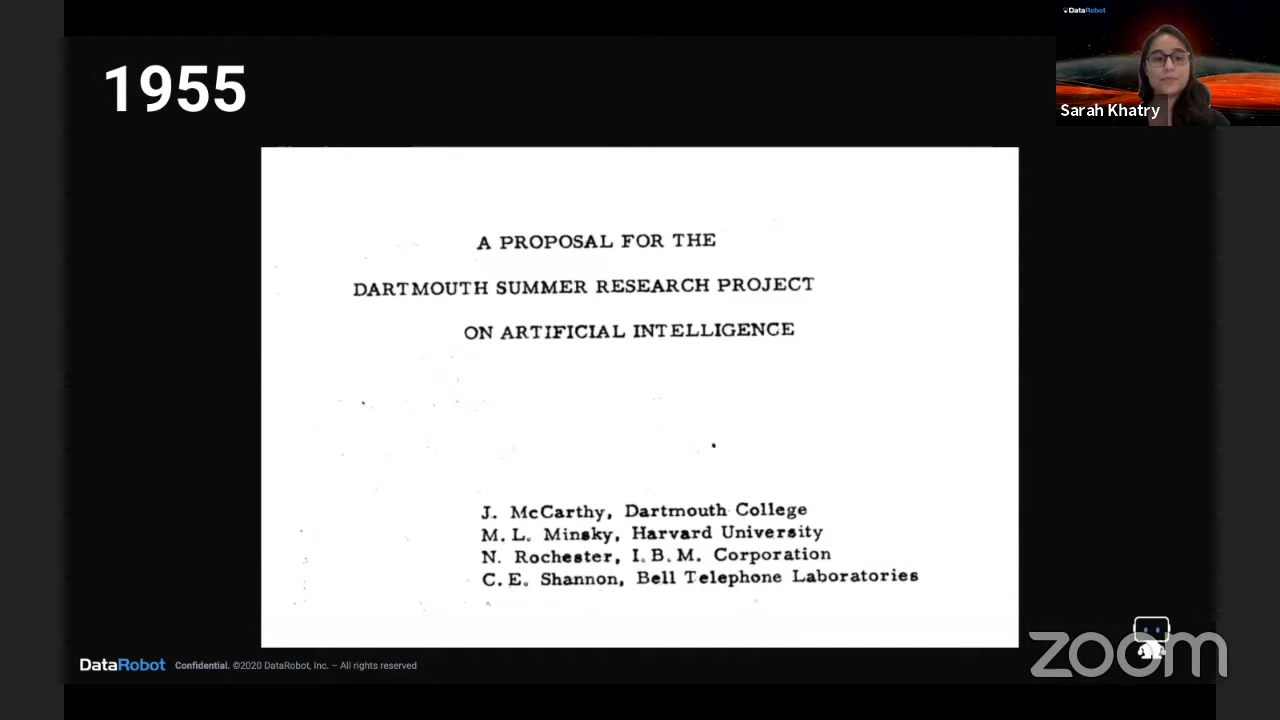 DataRobot
Sarah Khatry
1955
A PROPOSAL FOR THE
DARTMOUTH SUMMER RESEARCH PROJECT
ON ARTIFICIAL INTELLIGENCE
J. McCarthy, Dartmouth College
M. L. Minsky, Harvard University
N. Rochester, I.B.M. Corporation
C. E. Shannon, Bell Telephone Laboratories
DataRobot Confidential. ©2020 DataRobot, Inc. – All rights reserved
zoom